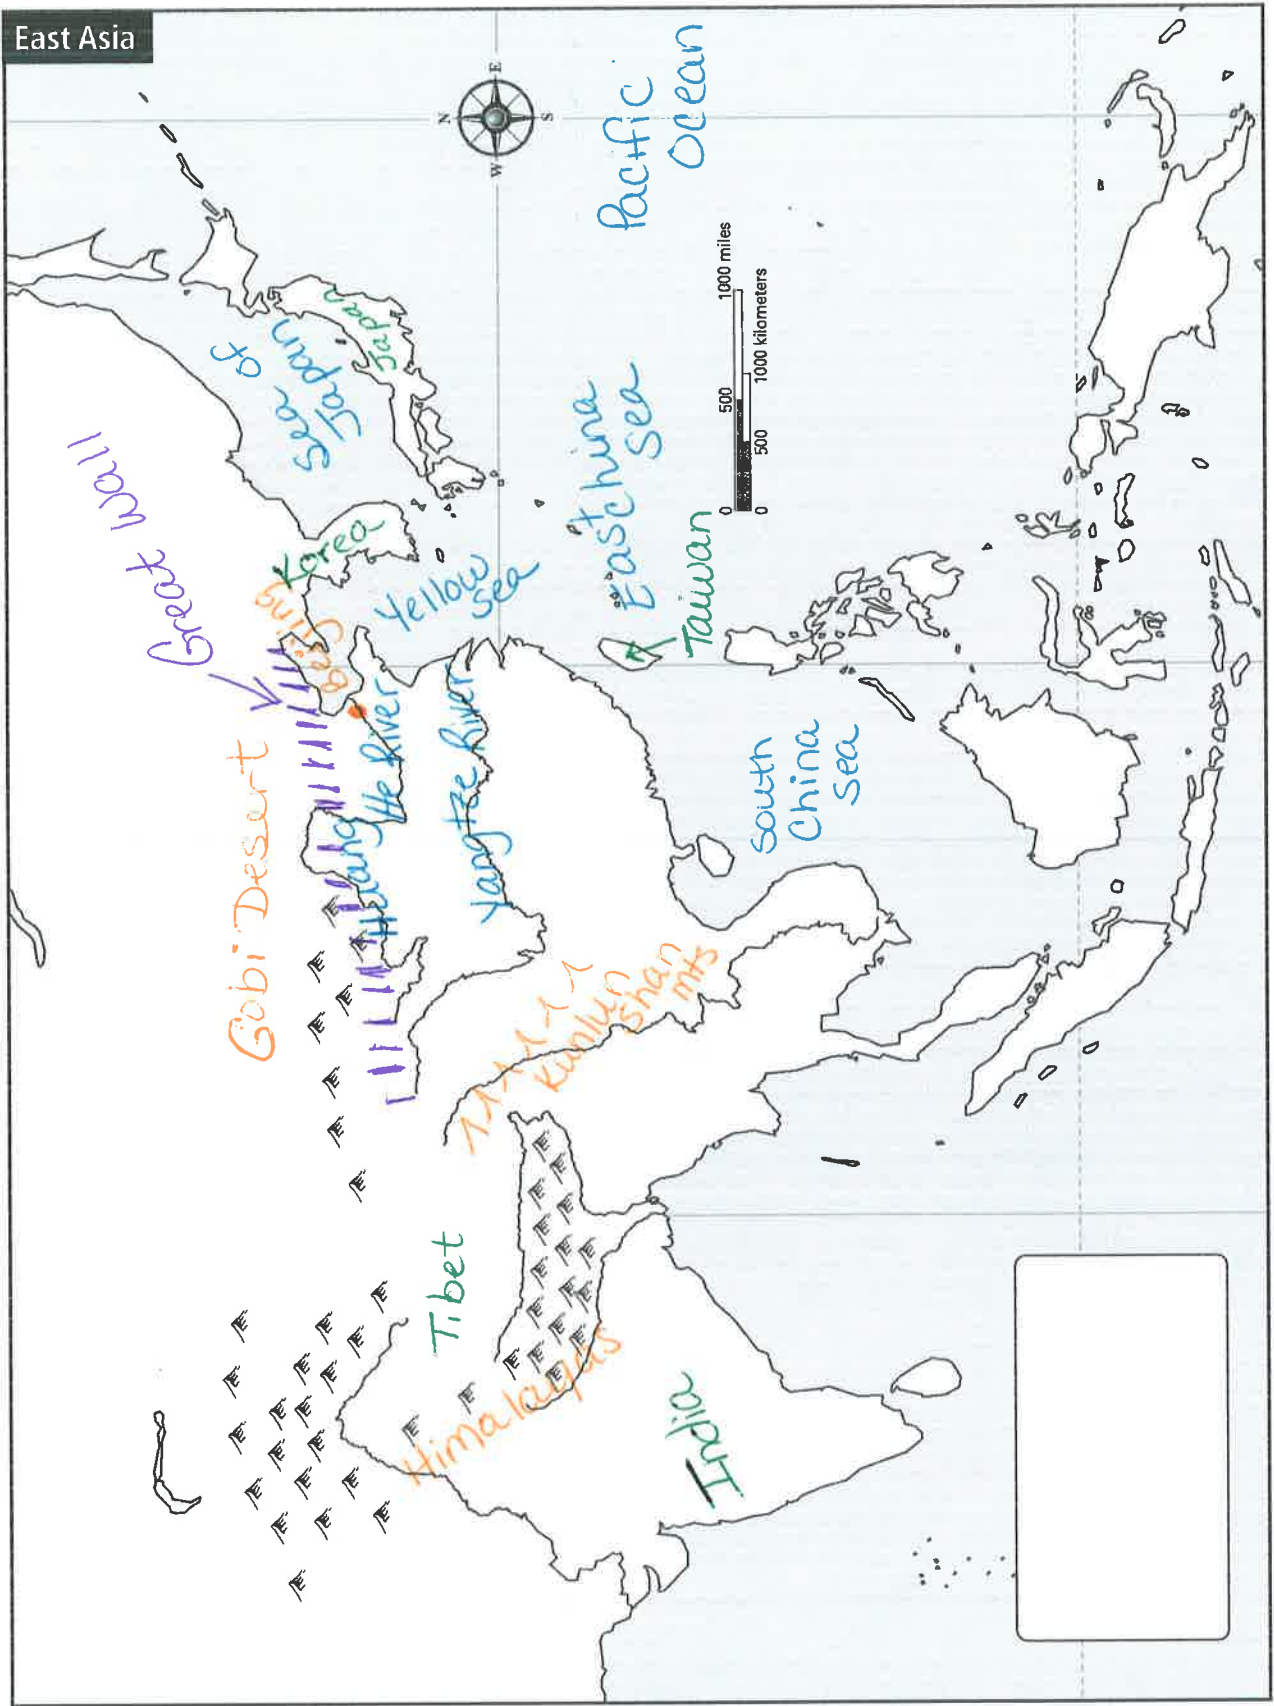 East Asia
N
E
S
W
Pacific
Ocean
1000 miles
500
0
1000 kilometers
500
0
Sea of
Japan
Japan
Great Wall
Korea
Beijing
Yellow
Sea
East China
Sea
Taiwan
Gobi Desert
Huang He River
Yangtze River
South
China
Sea
Kunlun
Shan
mts
Tibet
Himalayas
India